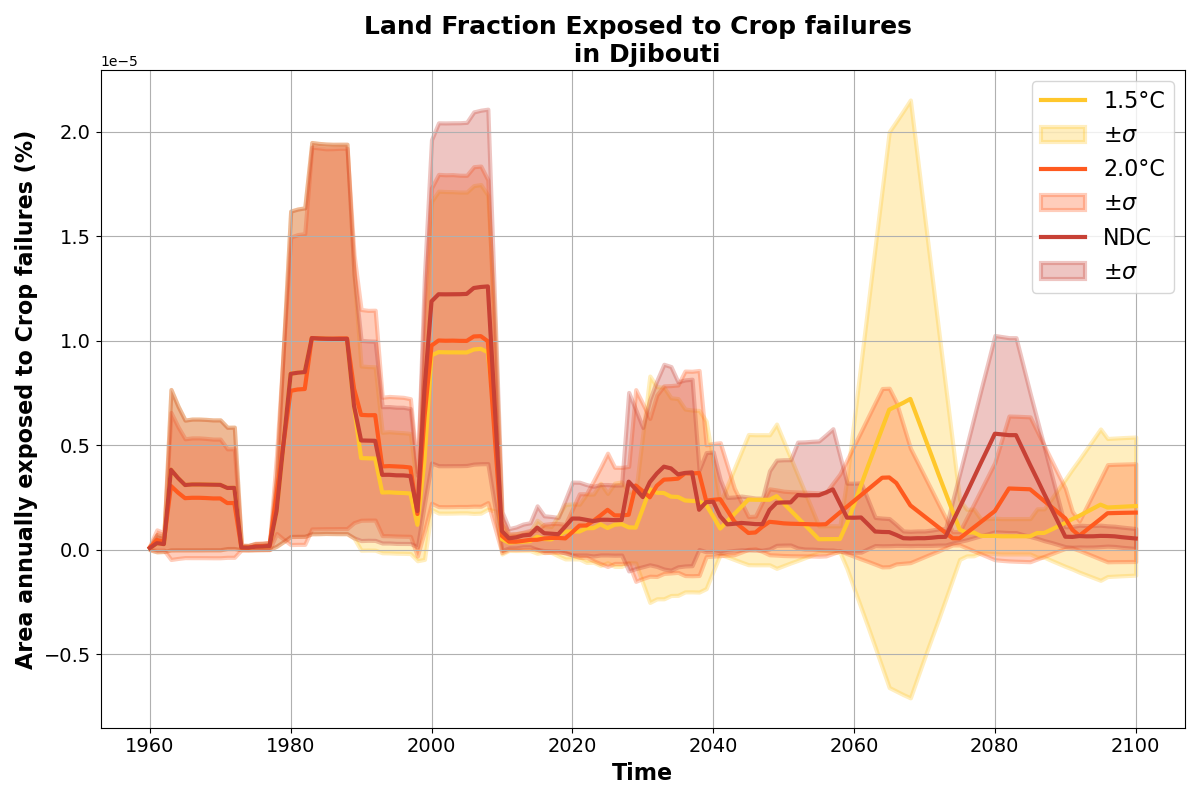 Land Fraction Exposed to Crop failures
in Djibouti
1e−5
2.0
1.5
1.0
0.5
0.0
−0.5
Area annually exposed to Crop failures (%)
1.5°C
±σ
2.0°C
±σ
NDC
±σ
1960 1980 2000 2020 2040 2060 2080 2100
Time